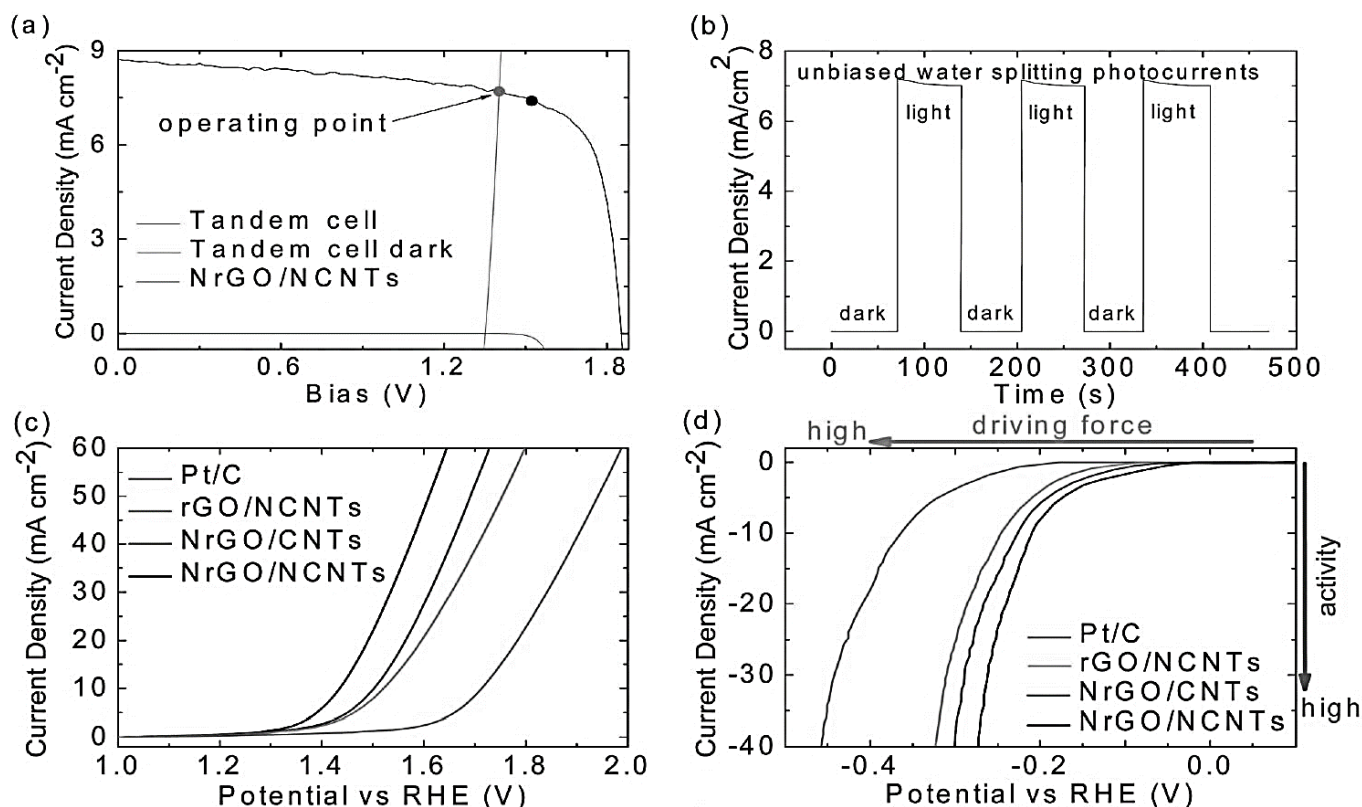 (a)
Current Density (mA cm⁻²)
9
6
3
0
operating point
Tandem cell
Tandem cell dark
NrGO/NCNTs
0.0 0.6 1.2 1.8
Bias (V)
(b)
Current Density (mA/cm²)
8
6
4
2
0
unbiased water splitting photocurrents
light light light
dark dark dark
0 100 200 300 400 500
Time (s)
(c)
Current Density (mA cm⁻²)
60
50
40
30
20
10
0
Pt/C
rGO/NCNTs
NrGO/CNTs
NrGO/NCNTs
1.0 1.2 1.4 1.6 1.8 2.0
Potential vs RHE (V)
(d)
high driving force
Current Density (mA cm⁻²)
0
-10
-20
-30
-40
Pt/C
rGO/NCNTs
NrGO/CNTs
NrGO/NCNTs
activity
high
-0.4 -0.2 0.0
Potential vs RHE (V)